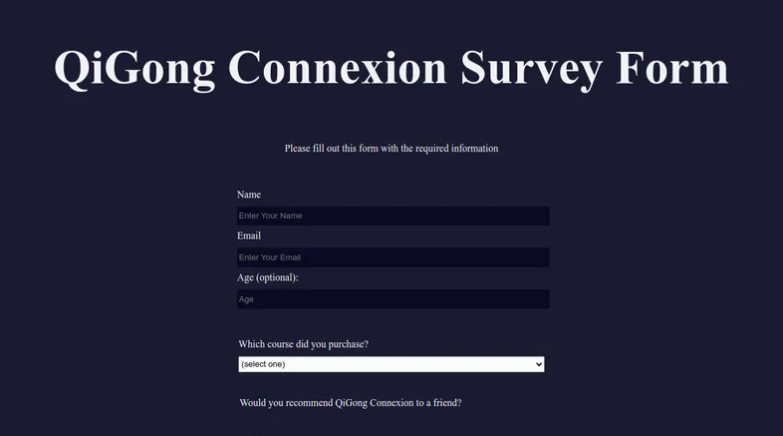 QiGong Connexion Survey Form
Please fill out this form with the required information
Name
Enter Your Name
Email
Enter Your Email
Age (optional):
Age
Which course did you purchase?
(select one)
Would you recommend QiGong Connexion to a friend?